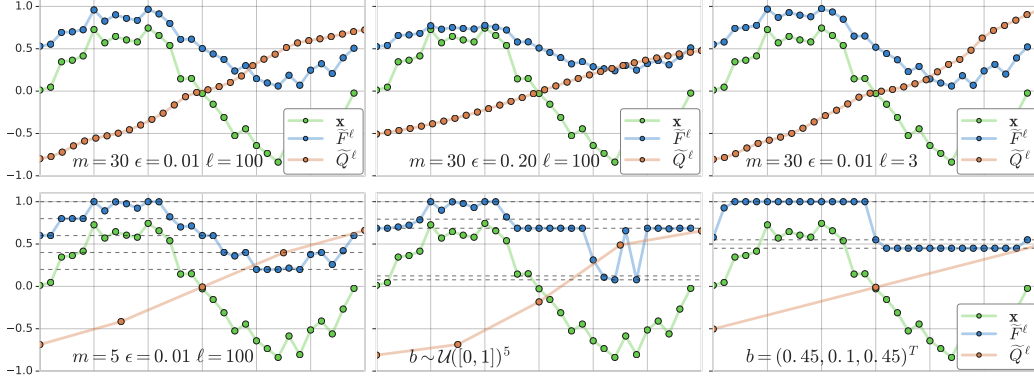 1.0
0.5
0.0
−0.5
−1.0
x
F̃ℓ
Q̃ℓ
m=30 ϵ=0.01 ℓ=100
x
F̃ℓ
Q̃ℓ
m=30 ϵ=0.20 ℓ=100
x
F̃ℓ
Q̃ℓ
m=30 ϵ=0.01 ℓ=3
1.0
0.5
0.0
−0.5
−1.0
m=5 ϵ=0.01 ℓ=100
b∼𝒰([0,1])⁵
x
F̃ℓ
Q̃ℓ
b=(0.45,0.1,0.45)ᵀ